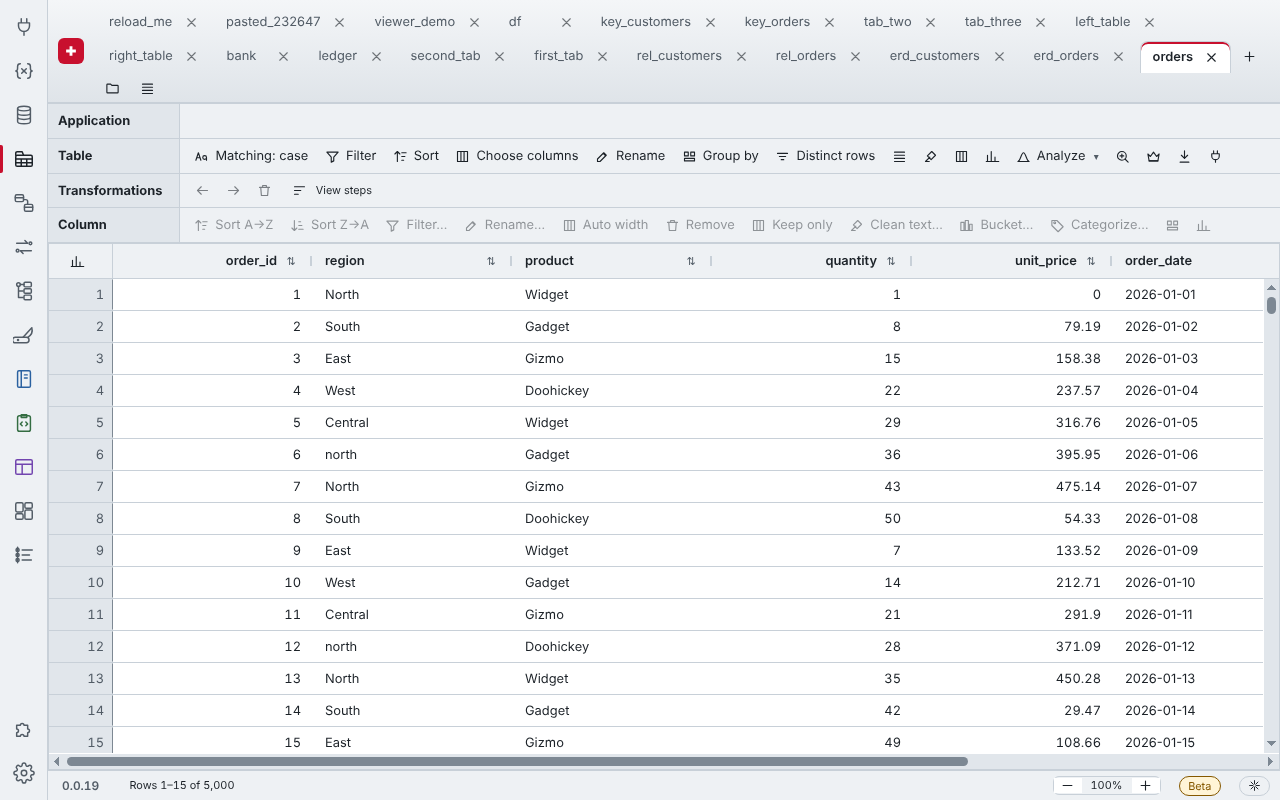 reload_me pasted_232647 viewer_demo df key_customers key_orders tab_two tab_three left_table
right_table bank ledger second_tab first_tab rel_customers rel_orders erd_customers erd_orders orders
Application
Table Matching: case Filter Sort Choose columns Rename Group by Distinct rows Analyze
Transformations View steps
Column Sort A→Z Sort Z→A Filter... Rename... Auto width Remove Keep only Clean text... Bucket... Categorize...
order_id region product quantity unit_price order_date
1 1 North Widget 1 0 2026-01-01
2 2 South Gadget 8 79.19 2026-01-02
3 3 East Gizmo 15 158.38 2026-01-03
4 4 West Doohickey 22 237.57 2026-01-04
5 5 Central Widget 29 316.76 2026-01-05
6 6 north Gadget 36 395.95 2026-01-06
7 7 North Gizmo 43 475.14 2026-01-07
8 8 South Doohickey 50 54.33 2026-01-08
9 9 East Widget 7 133.52 2026-01-09
10 10 West Gadget 14 212.71 2026-01-10
11 11 Central Gizmo 21 291.9 2026-01-11
12 12 north Doohickey 28 371.09 2026-01-12
13 13 North Widget 35 450.28 2026-01-13
14 14 South Gadget 42 29.47 2026-01-14
15 15 East Gizmo 49 108.66 2026-01-15
0.0.19 Rows 1–15 of 5,000 100% Beta